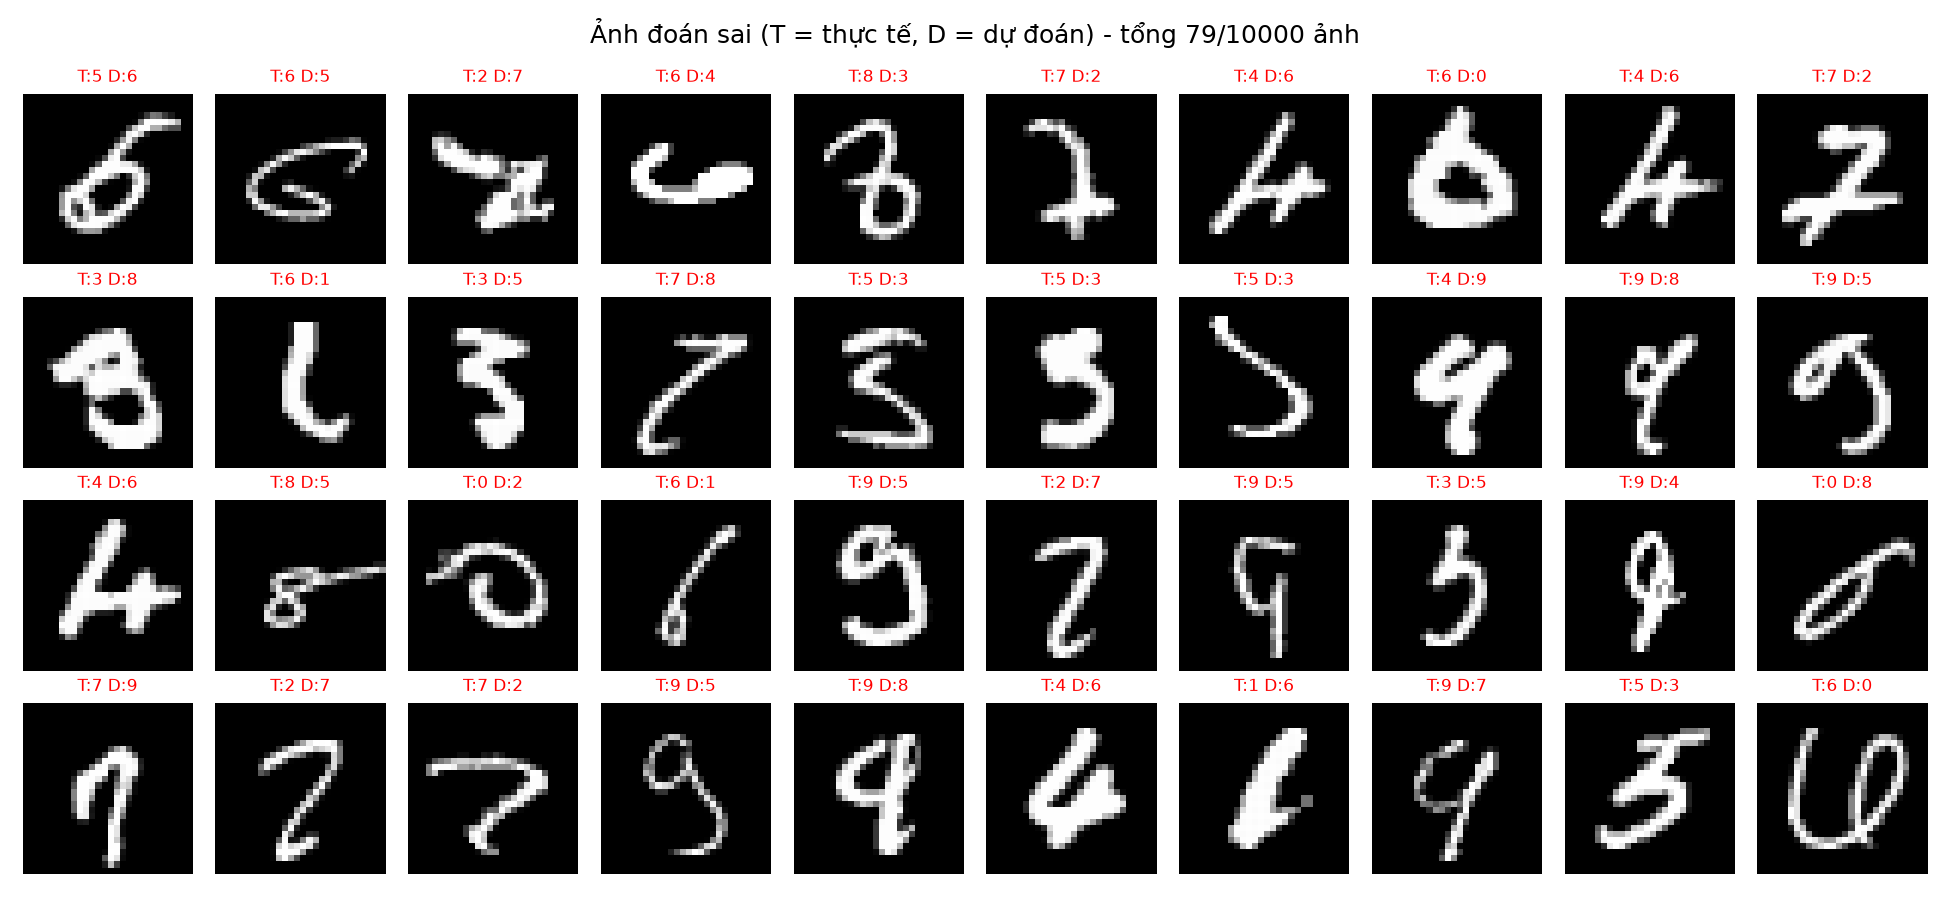 Ảnh đoán sai (T = thực tế, D = dự đoán) - tổng 79/10000 ảnh
T:5 D:6 T:6 D:5 T:2 D:7 T:6 D:4 T:8 D:3 T:7 D:2 T:4 D:6 T:6 D:0 T:4 D:6 T:7 D:2
T:3 D:8 T:6 D:1 T:3 D:5 T:7 D:8 T:5 D:3 T:5 D:3 T:5 D:3 T:4 D:9 T:9 D:8 T:9 D:5
T:4 D:6 T:8 D:5 T:0 D:2 T:6 D:1 T:9 D:5 T:2 D:7 T:9 D:5 T:3 D:5 T:9 D:4 T:0 D:8
T:7 D:9 T:2 D:7 T:7 D:2 T:9 D:5 T:9 D:8 T:4 D:6 T:1 D:6 T:9 D:7 T:5 D:3 T:6 D:0